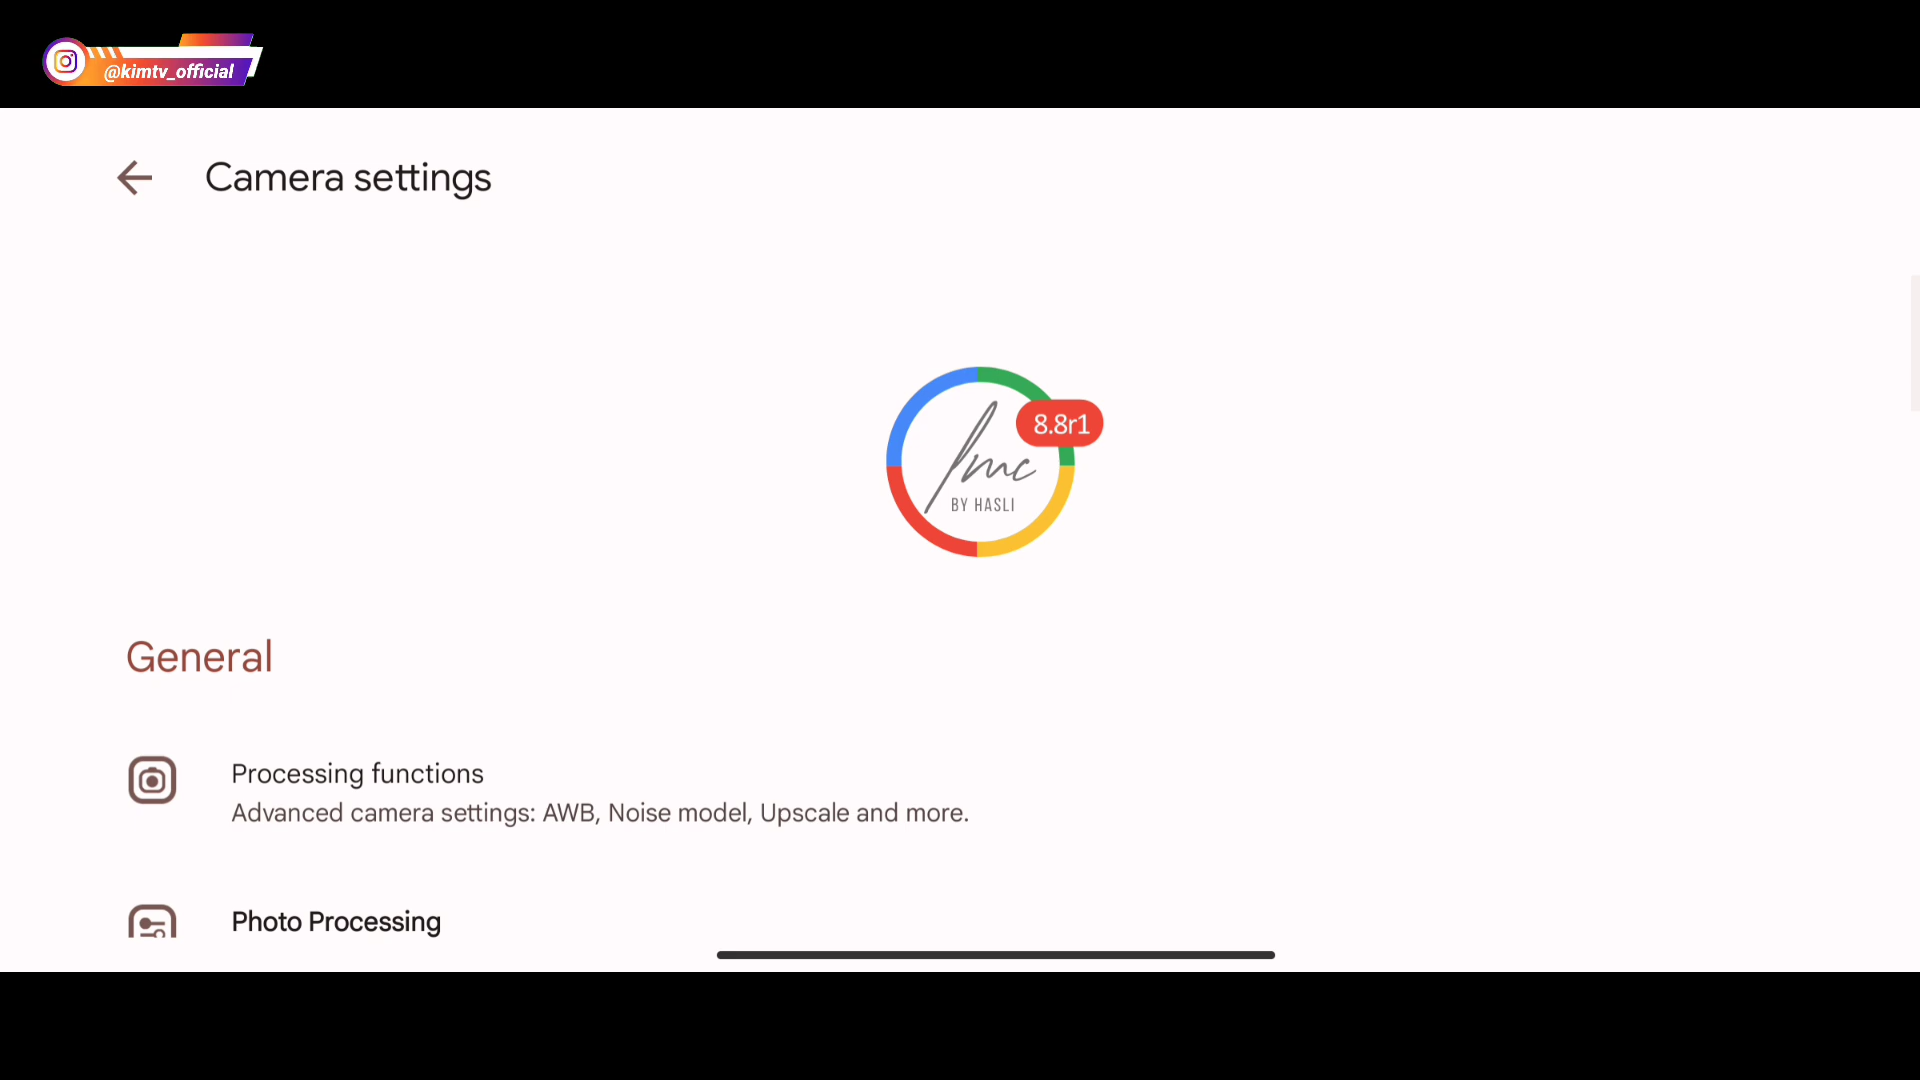 @kimtv_official
Camera settings
8.8r1
lmc
BY HASLI
General
Processing functions
Advanced camera settings: AWB, Noise model, Upscale and more.
Photo Processing